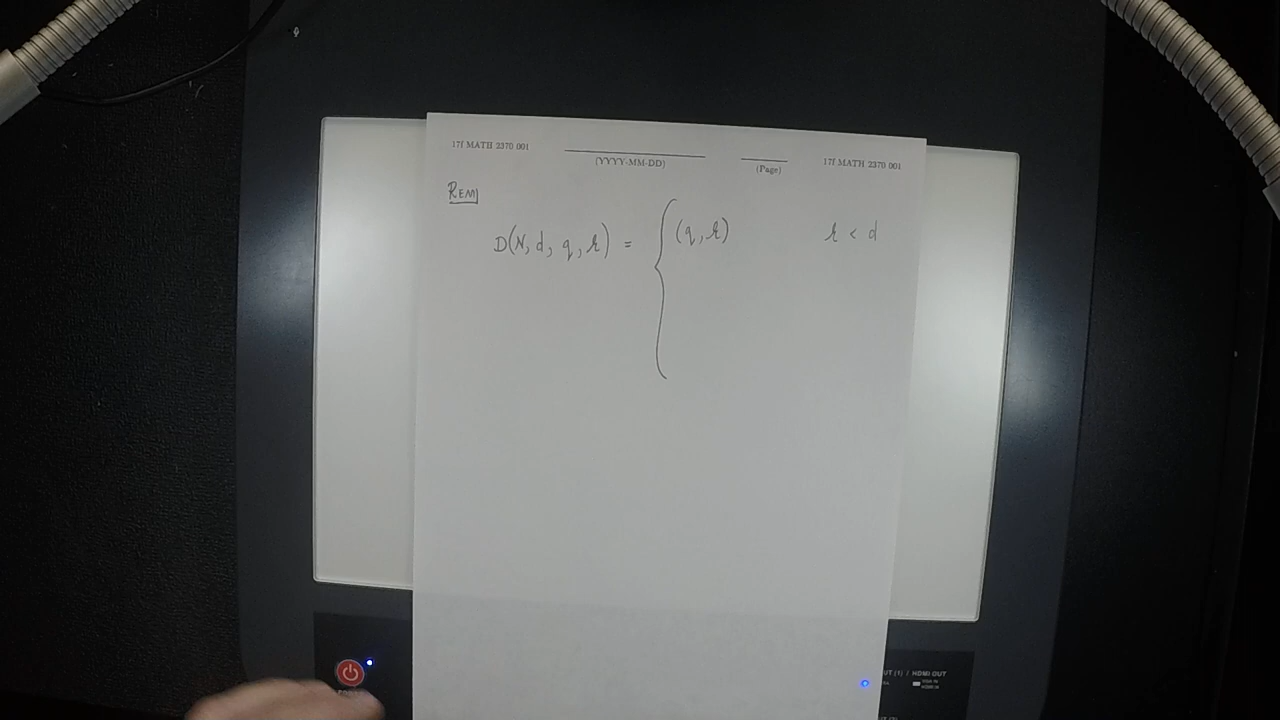 17f MATH 2370 001 (YYYY-MM-DD) (Page) 17f MATH 2370 001
REM
D(N, d, q, r) = { (q, r) r < d